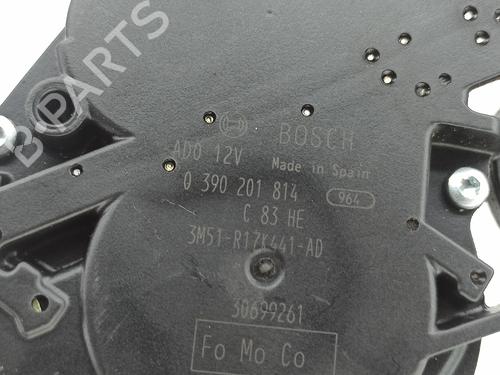 BOSCH
ADO 12V
Made in Spain
0 390 201 814
964
C 83 HE
3M51-R17K441-AD
30699261
Fo Mo Co
B-PARTS